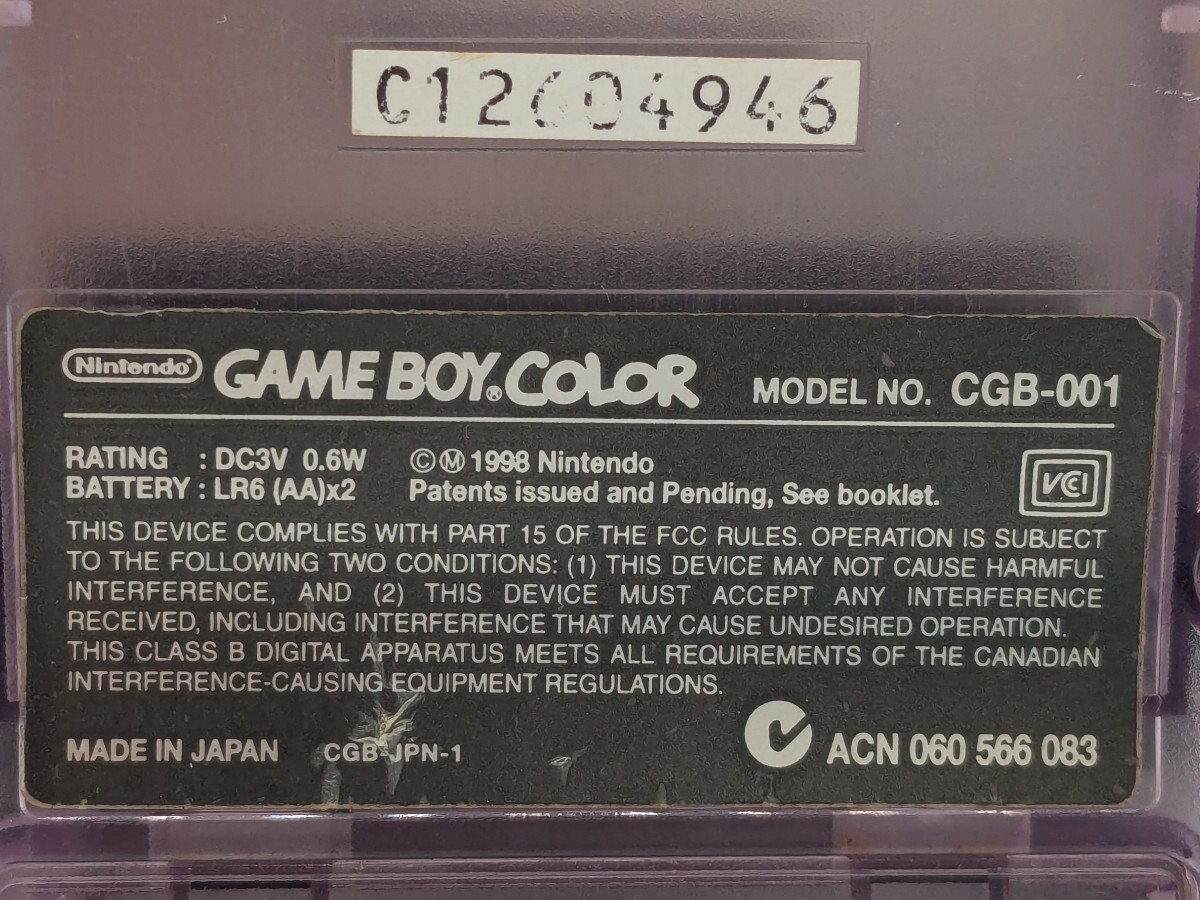 C12604946
Nintendo GAME BOY® COLOR MODEL NO. CGB-001
RATING : DC3V 0.6W ©Ⓜ 1998 Nintendo
BATTERY : LR6 (AA)x2 Patents issued and Pending, See booklet.
VCI
THIS DEVICE COMPLIES WITH PART 15 OF THE FCC RULES. OPERATION IS SUBJECT
TO THE FOLLOWING TWO CONDITIONS: (1) THIS DEVICE MAY NOT CAUSE HARMFUL
INTERFERENCE, AND (2) THIS DEVICE MUST ACCEPT ANY INTERFERENCE
RECEIVED, INCLUDING INTERFERENCE THAT MAY CAUSE UNDESIRED OPERATION.
THIS CLASS B DIGITAL APPARATUS MEETS ALL REQUIREMENTS OF THE CANADIAN
INTERFERENCE-CAUSING EQUIPMENT REGULATIONS.
MADE IN JAPAN CGB-JPN-1 ACN 060 566 083